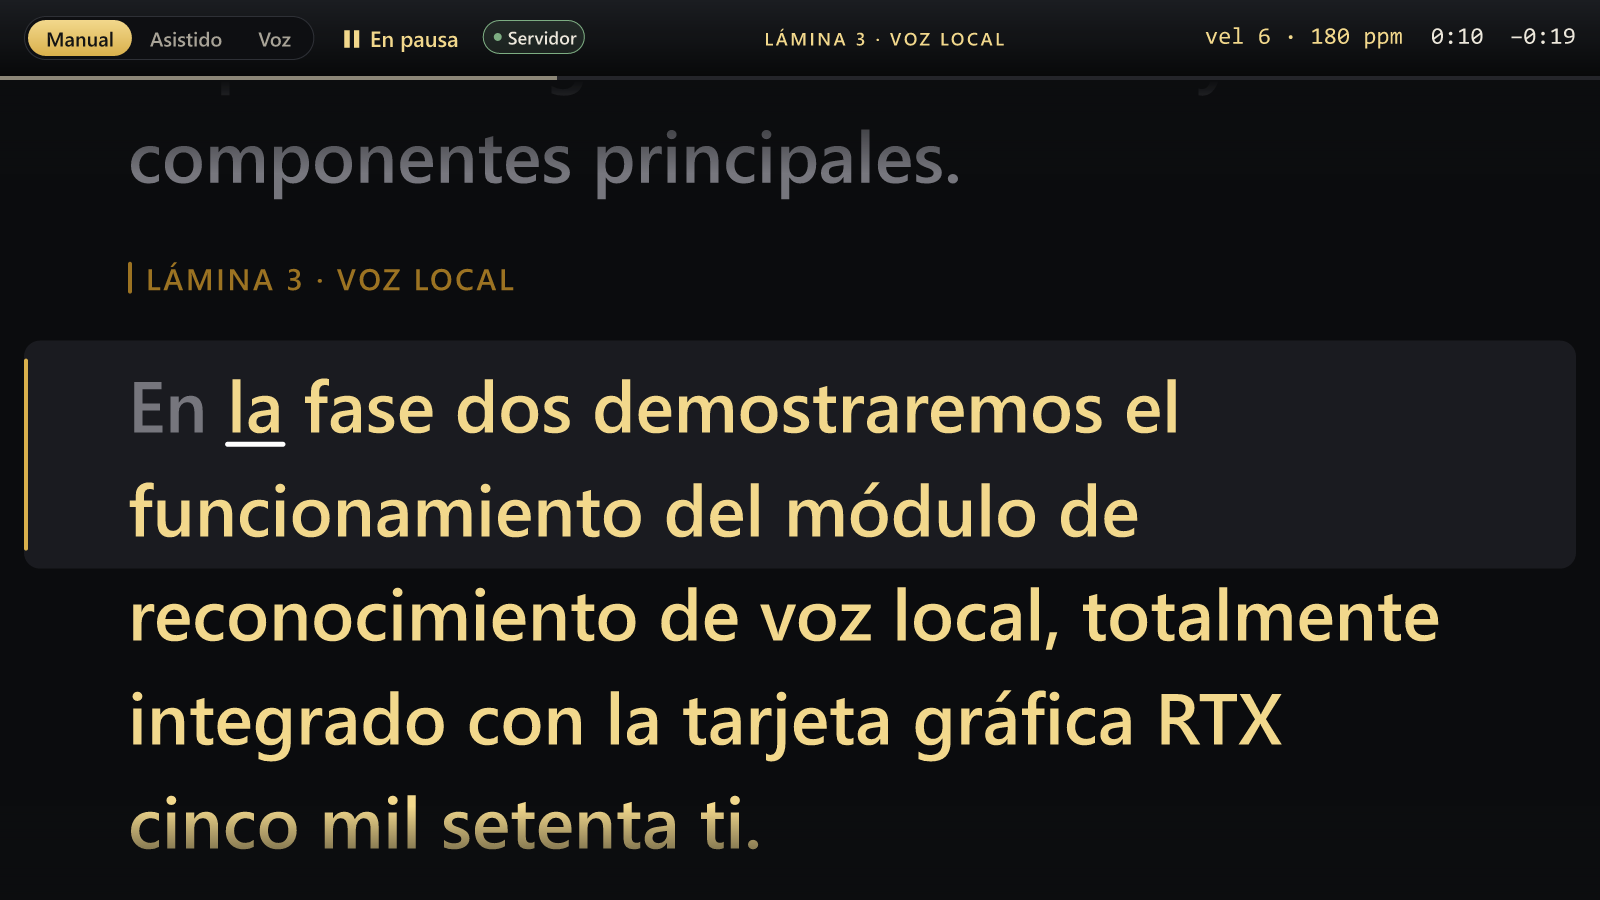 Manual Asistido Voz En pausa Servidor LÁMINA 3 · VOZ LOCAL vel 6 · 180 ppm 0:10 −0:19
componentes principales.
LÁMINA 3 · VOZ LOCAL
En la fase dos demostraremos el
funcionamiento del módulo de
reconocimiento de voz local, totalmente
integrado con la tarjeta gráfica RTX
cinco mil setenta ti.